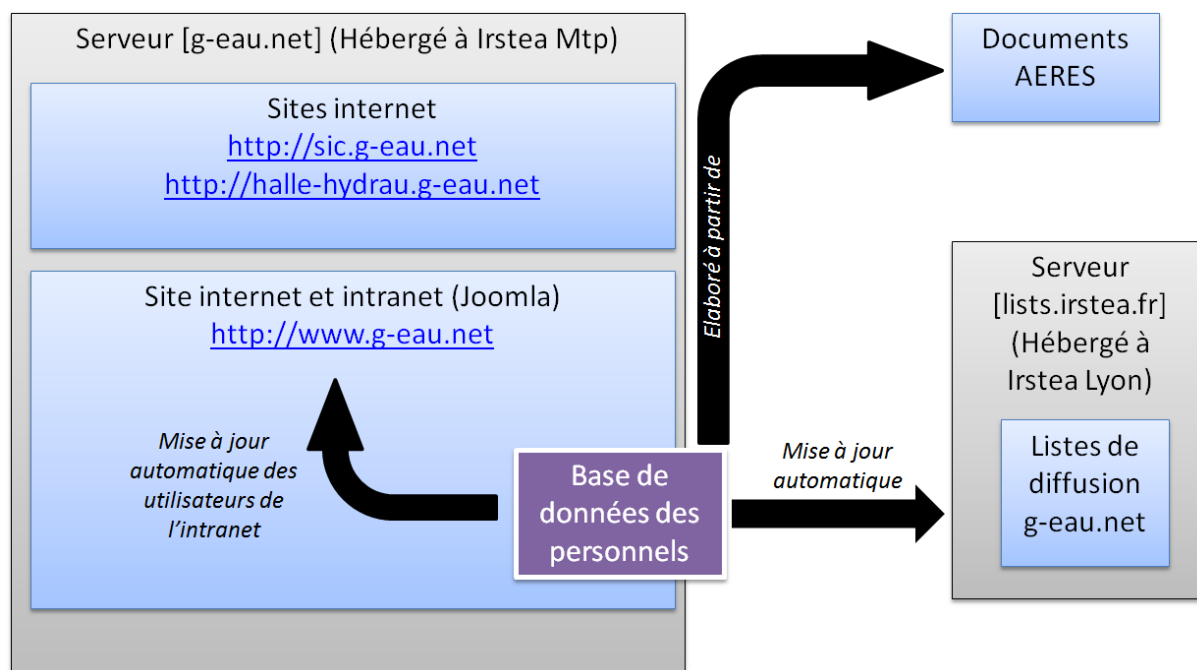 Serveur [g-eau.net] (Hébergé à Irstea Mtp)
Sites internet
http://sic.g-eau.net
http://halle-hydrau.g-eau.net
Site internet et intranet (Joomla)
http://www.g-eau.net
Mise à jour
automatique des
utilisateurs de
l’intranet
Base de
données des
personnels
Elaboré à partir de
Documents
AERES
Mise à jour
automatique
Serveur
[lists.irstea.fr]
(Hébergé à
Irstea Lyon)
Listes de
diffusion
g-eau.net